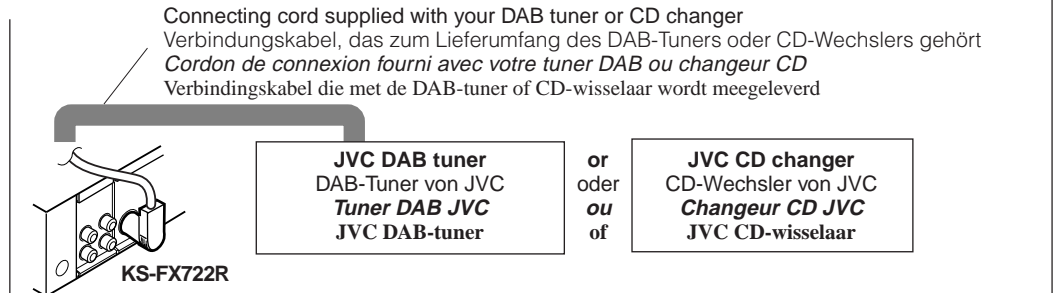 Connecting cord supplied with your DAB tuner or CD changer
Verbindungskabel, das zum Lieferumfang des DAB-Tuners oder CD-Wechslers gehört
Cordon de connexion fourni avec votre tuner DAB ou changeur CD
Verbindingskabel die met de DAB-tuner of CD-wisselaar wordt meegeleverd
JVC DAB tuner or JVC CD changer
DAB-Tuner von JVC oder CD-Wechsler von JVC
Tuner DAB JVC ou Changeur CD JVC
JVC DAB-tuner of JVC CD-wisselaar
KS-FX722R